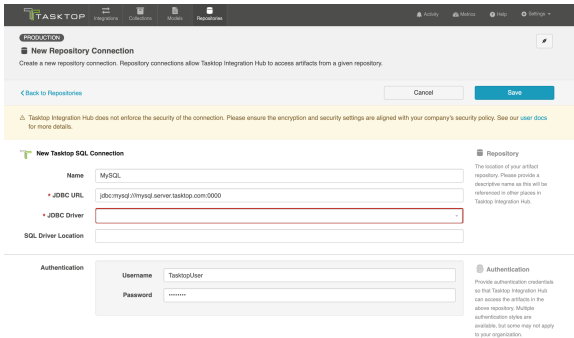 TASKTOP
Integrations
Collections
Models
Repositories
Activity
Metrics
Help
Settings
PRODUCTION
New Repository Connection
Create a new repository connection. Repository connections allow Tasktop Integration Hub to access artifacts from a given repository.
Back to Repositories
Cancel
Save
Tasktop Integration Hub does not enforce the security of the connection. Please ensure the encryption and security settings are aligned with your company's security policy. See our user docs
for more details.
New Tasktop SQL Connection
Name
MySQL
* JDBC URL
jdbc:mysql://mysql.server.tasktop.com:0000
* JDBC Driver
SQL Driver Location
Repository
The location of your artifact
repository. Please provide a
descriptive name as this will be
referenced in other places in
Tasktop Integration Hub.
Authentication
Username
TasktopUser
Password
••••••••
Authentication
Provide authentication credentials
so that Tasktop Integration Hub
can access the artifacts in the
above repository. Multiple
authentication styles are
available, but some may not apply
to your organization.